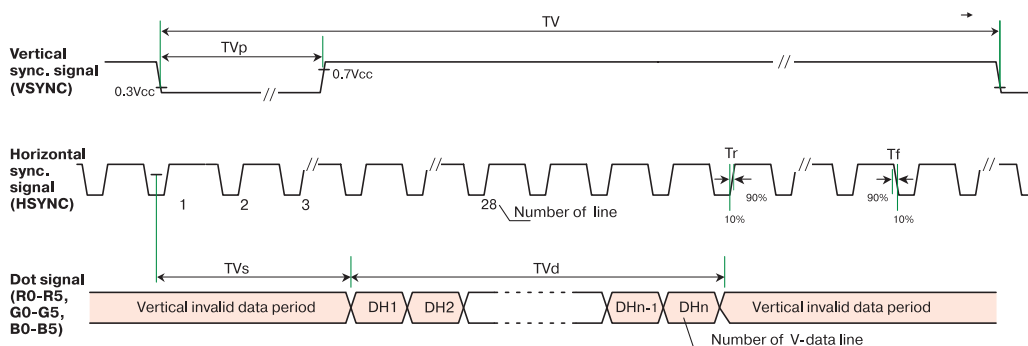 TV
TVp
Vertical
sync. signal
(VSYNC)
0.3Vcc
0.7Vcc
Horizontal
sync.
signal
(HSYNC)
Tr
Tf
1
2
3
28
Number of line
90%
10%
90%
10%
TVs
TVd
Dot signal
(R0-R5,
G0-G5,
B0-B5)
Vertical invalid data period
DH1
DH2
DHn-1
DHn
Vertical invalid data period
Number of V-data line